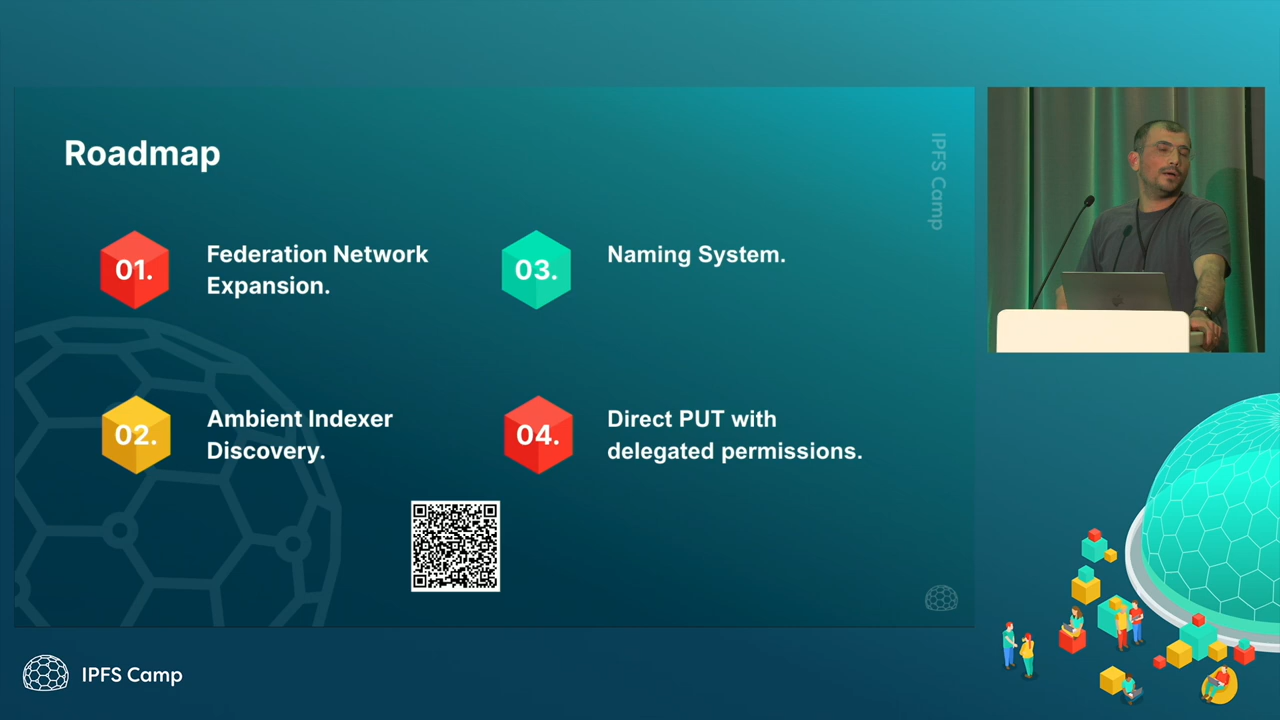 Roadmap
IPFS Camp
01.
Federation Network
Expansion.
02.
Ambient Indexer
Discovery.
03.
Naming System.
04.
Direct PUT with
delegated permissions.
IPFS Camp